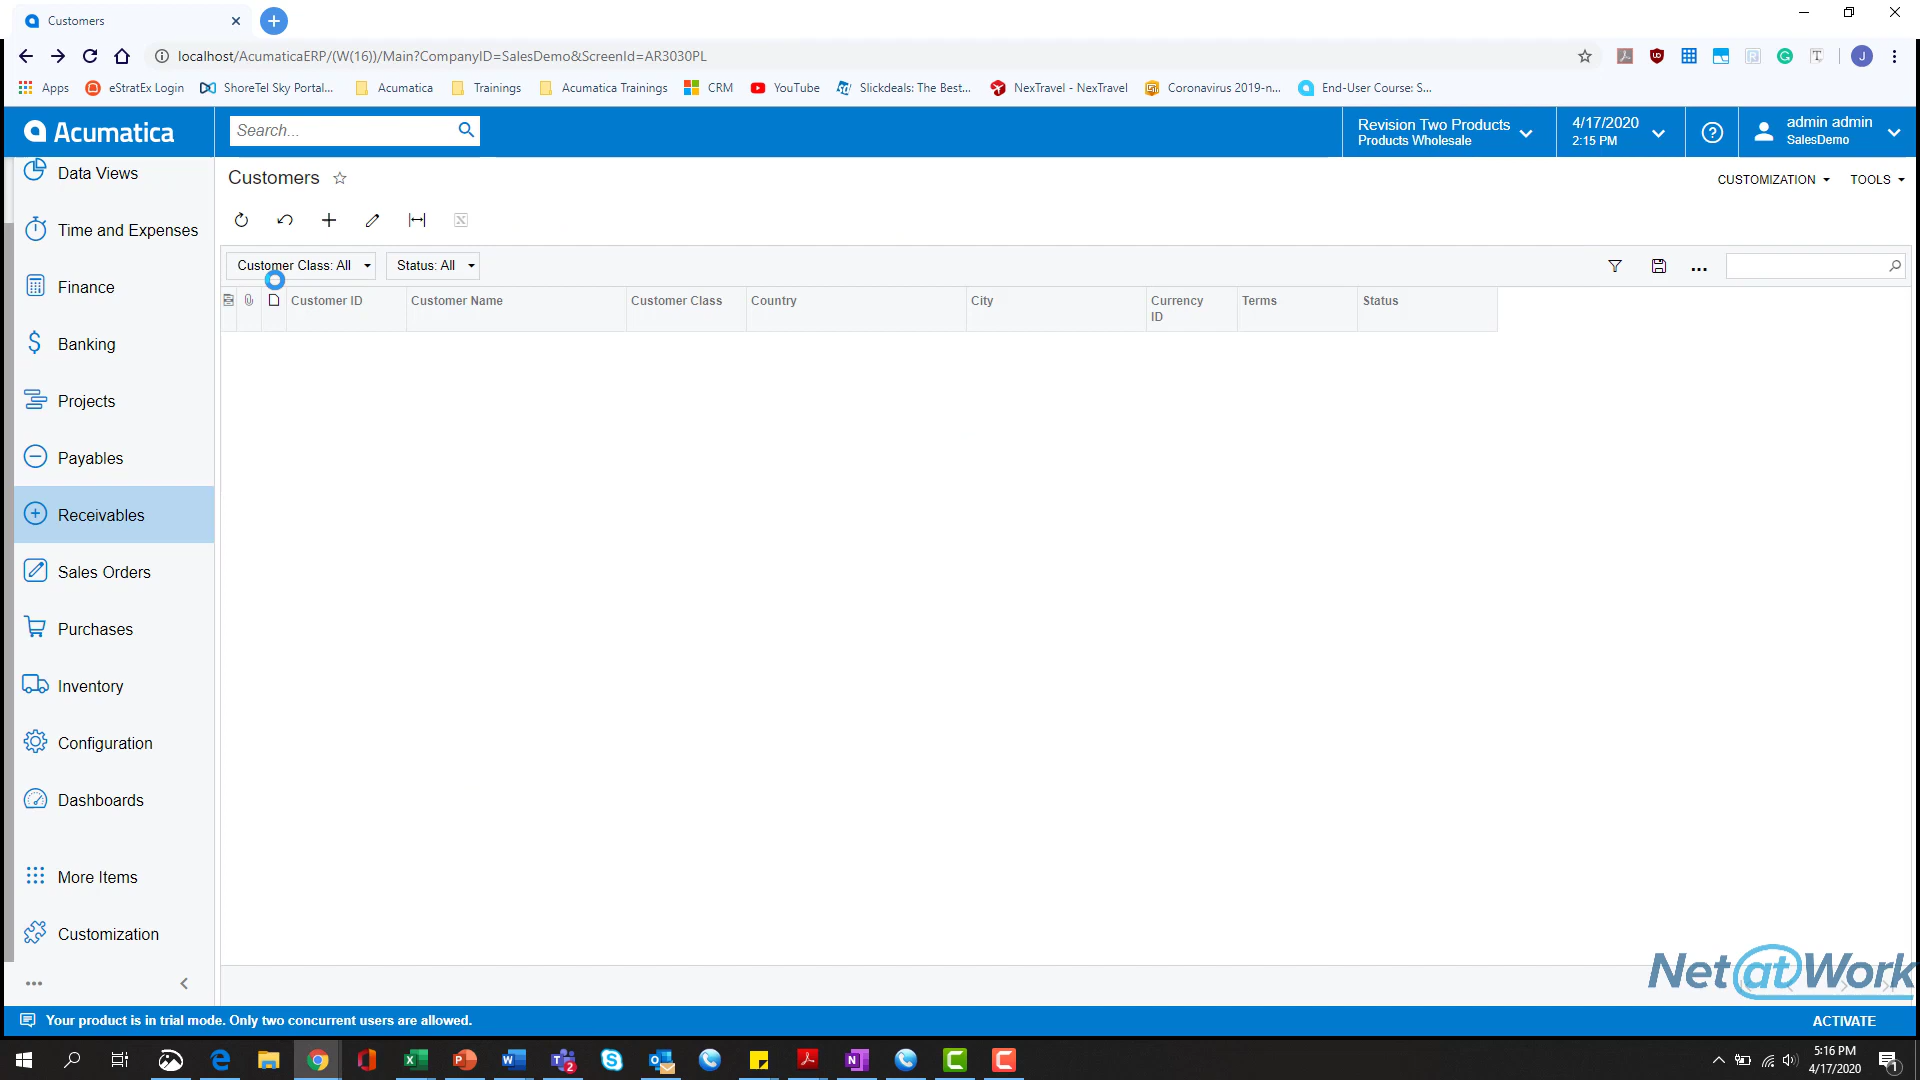 Customers
localhost/AcumaticaERP/(W(16))/Main?CompanyID=SalesDemo&ScreenId=AR3030PL
J
Apps
eStratEx Login
ShoreTel Sky Portal...
Acumatica
Trainings
Acumatica Trainings
CRM
YouTube
Slickdeals: The Best...
NexTravel - NexTravel
Coronavirus 2019-n...
End-User Course: S...
Acumatica
Search...
Revision Two Products
Products Wholesale
4/17/2020
2:15 PM
admin admin
SalesDemo
Data Views
Time and Expenses
Finance
Banking
Projects
Payables
Receivables
Sales Orders
Purchases
Inventory
Configuration
Dashboards
More Items
Customization
Customers
CUSTOMIZATION
TOOLS
Customer Class: All
Status: All
Customer ID
Customer Name
Customer Class
Country
City
Currency
ID
Terms
Status
Net at Work
Your product is in trial mode. Only two concurrent users are allowed.
ACTIVATE
5:16 PM
4/17/2020